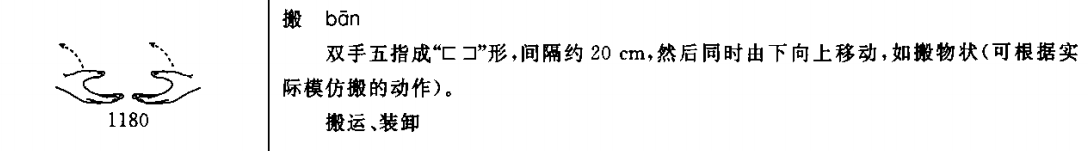 1180
搬 bān
双手五指成“匚コ”形,间隔约 20 cm,然后同时由下向上移动,如搬物状(可根据实
际模仿搬的动作)。
搬运、装卸